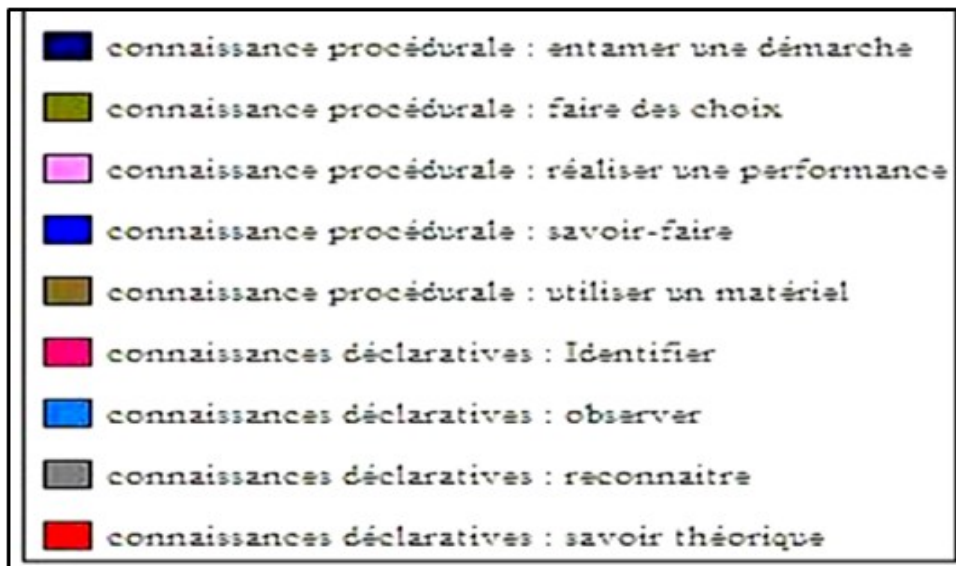 connaissance procédurale : entamer une démarche
connaissance procédurale : faire des choix
connaissance procédurale : réaliser une performance
connaissance procédurale : savoir-faire
connaissance procédurale : utiliser un matériel
connaissances déclaratives : Identifier
connaissances déclaratives : observer
connaissances déclaratives : reconnaitre
connaissances déclaratives : savoir théorique